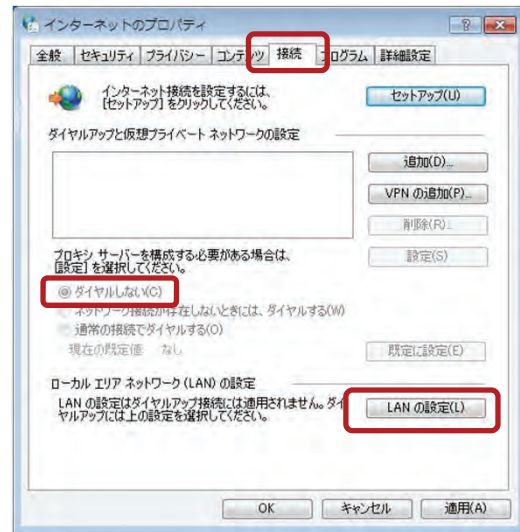 インターネットのプロパティ
全般 セキュリティ プライバシー コンテンツ 接続 プログラム 詳細設定
インターネット接続を設定するには、
[セットアップ] をクリックしてください。
セットアップ(U)
ダイヤルアップと仮想プライベート ネットワークの設定
追加(D)...
VPN の追加(P)...
削除(R)...
プロキシ サーバーを構成する必要がある場合は、
[設定] を選択してください。
設定(S)
ダイヤルしない(C)
ネットワーク接続が存在しないときには、ダイヤルする(W)
通常の接続でダイヤルする(O)
現在の既定値 なし
既定に設定(E)
ローカル エリア ネットワーク (LAN) の設定
LAN の設定はダイヤルアップ接続には適用されません。ダイ
ヤルアップには上の設定を選択してください。
LAN の設定(L)
OK キャンセル 適用(A)